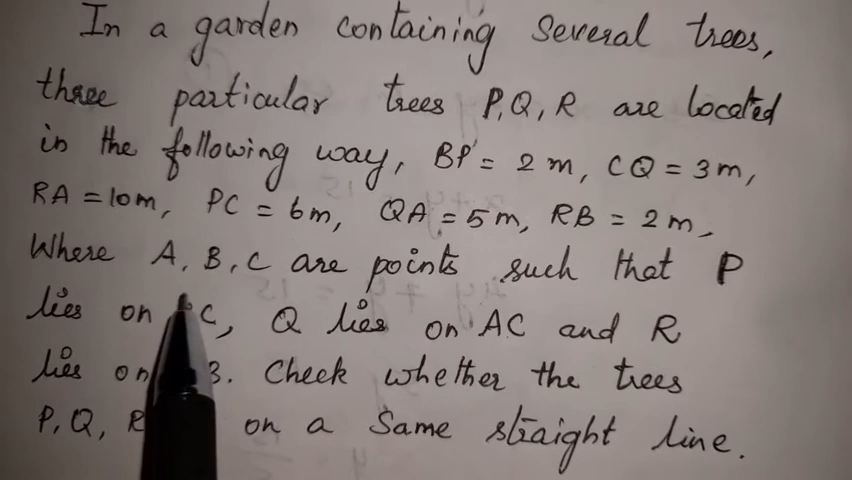 In a garden containing several trees,
three particular trees P, Q, R are located
in the following way, BP = 2 m, CQ = 3 m,
RA = 10 m, PC = 6 m, QA = 5 m, RB = 2 m,
Where A, B, C are points such that P
lies on C, Q lies on AC and R
lies on B. Check whether the trees
P, Q, R on a same straight line.